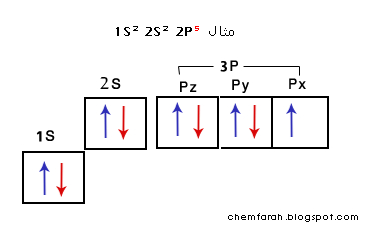 مثال 1S² 2S² 2P⁵
3P
2S Pz Py Px
1S
chemfarah.blogspot.com